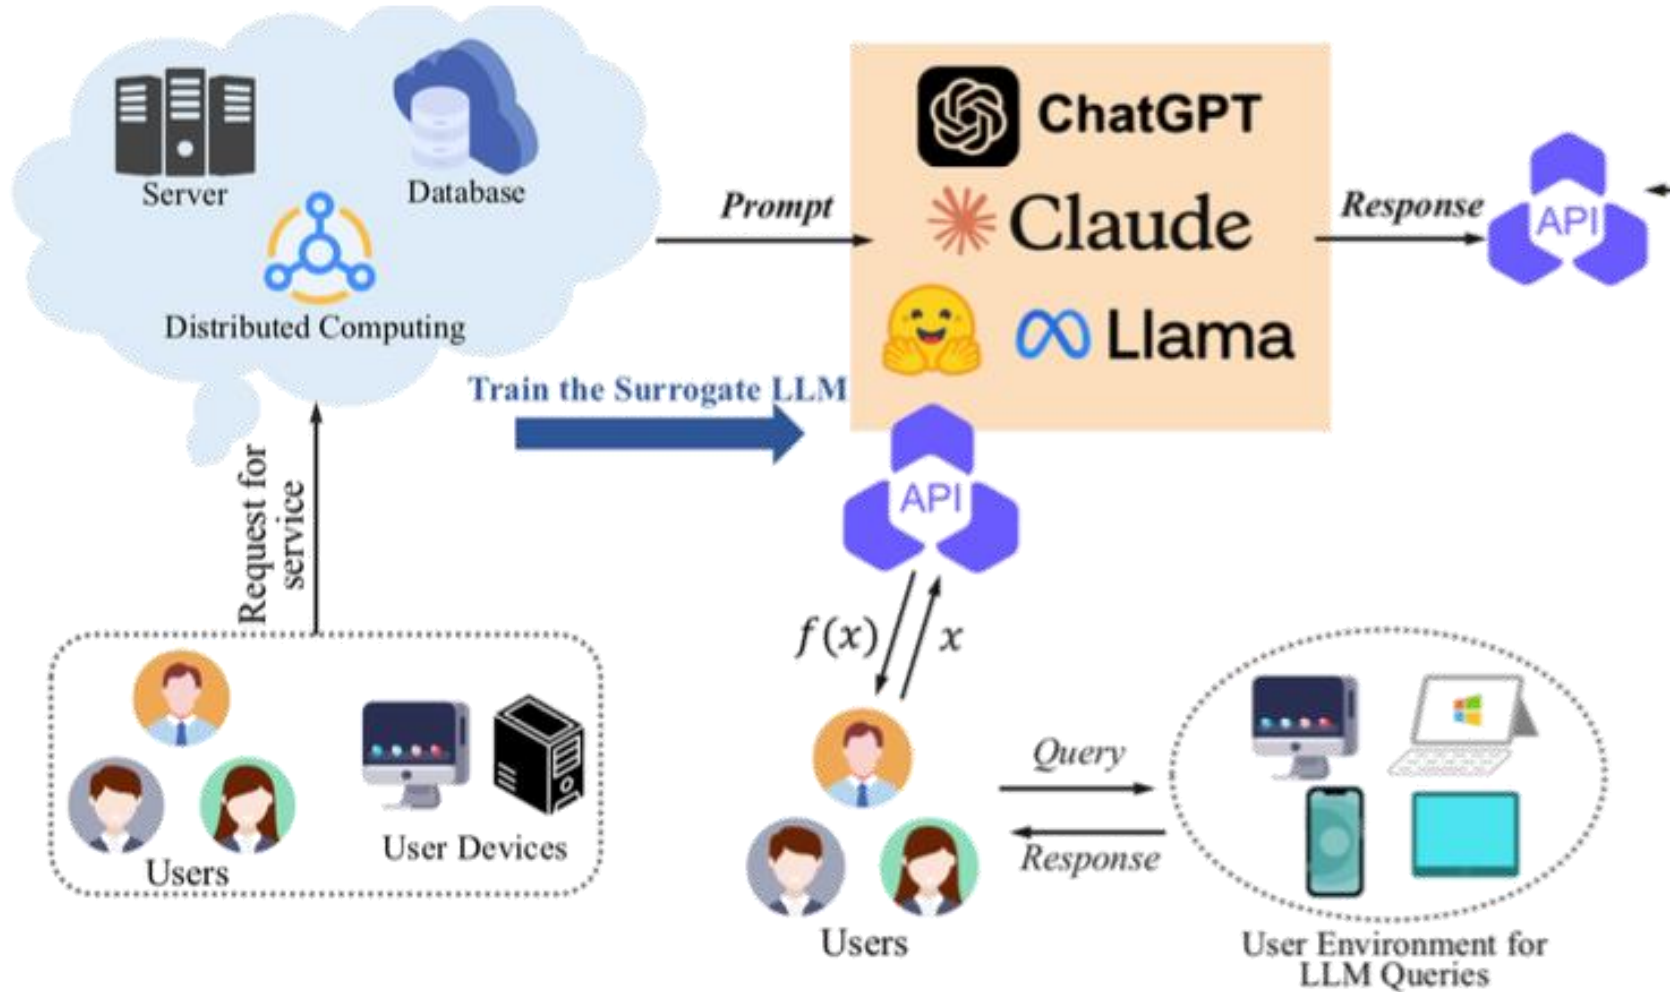 Server
Database
Distributed Computing
Prompt
ChatGPT
Claude
Llama
Response
API
Train the Surrogate LLM
API
Request for
service
f(x)
x
Users
User Devices
Users
Query
Response
User Environment for
LLM Queries